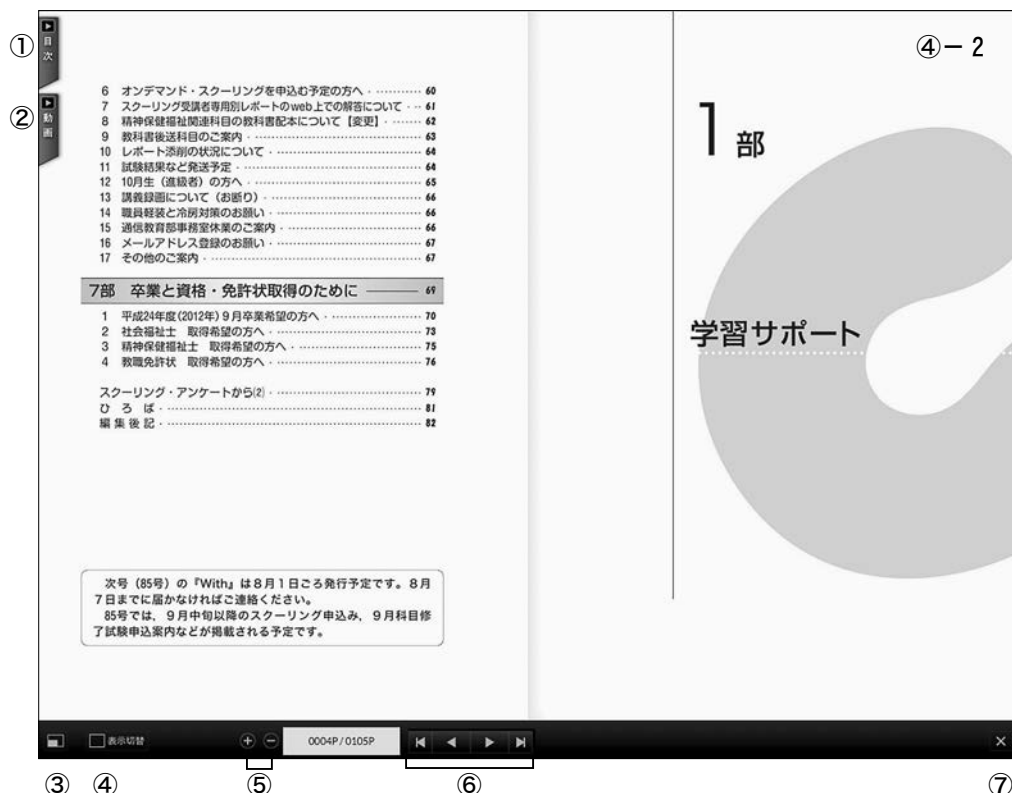 ①
目次
②
動画
④－2
6 オンデマンド・スクーリングを申込む予定の方へ・………… 60
7 スクーリング受講者専用別レポートのweb上での解答について・・・ 61
8 精神保健福祉関連科目の教科書配本について【変更】・……… 62
9 教科書後送科目のご案内・………………………………… 63
10 レポート添削の状況について・…………………………… 64
11 試験結果など発送予定・…………………………………… 64
12 10月生（進級者）の方へ・………………………………… 65
13 講義録画について（お断り）・…………………………… 66
14 職員軽装と冷房対策のお願い・…………………………… 66
15 通信教育部事務室休業のご案内・………………………… 66
16 メールアドレス登録のお願い・…………………………… 67
17 その他のご案内・…………………………………………… 67
7部 卒業と資格・免許状取得のために ――― 69
1 平成24年度(2012年)9月卒業希望の方へ・……………… 70
2 社会福祉士 取得希望の方へ・…………………………… 73
3 精神保健福祉士 取得希望の方へ・……………………… 75
4 教職免許状 取得希望の方へ・…………………………… 76
スクーリング・アンケートから⑵・………………………… 79
ひろば・……………………………………………………… 81
編集後記・…………………………………………………… 82
次号（85号）の『With』は8月1日ごろ発行予定です。8月
7日までに届かなければご連絡ください。
85号では，9月中旬以降のスクーリング申込み，9月科目修
了試験申込案内などが掲載される予定です。
1部
学習サポート
表示切替
0004P/0105P
③
④
⑤
⑥
⑦